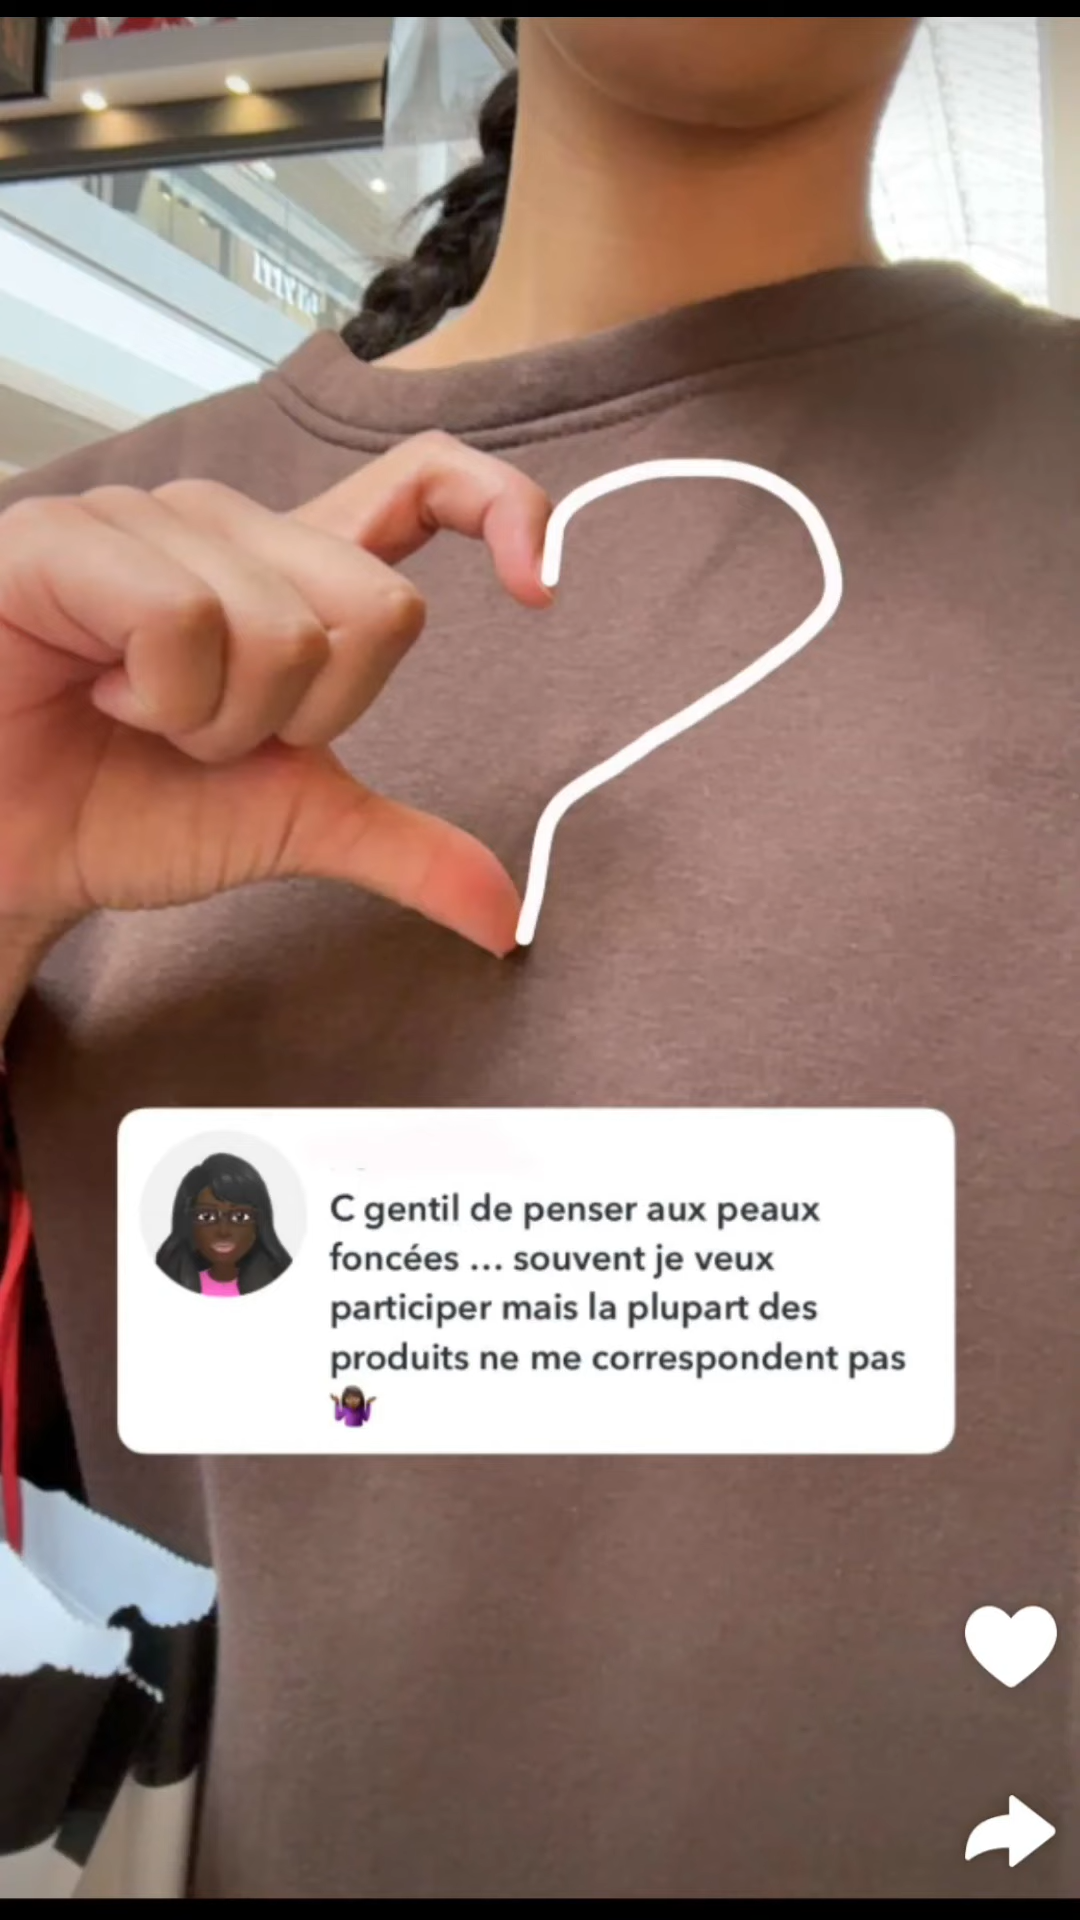 C gentil de penser aux peaux
foncées ... souvent je veux
participer mais la plupart des
produits ne me correspondent pas
🤷🏾‍♀️